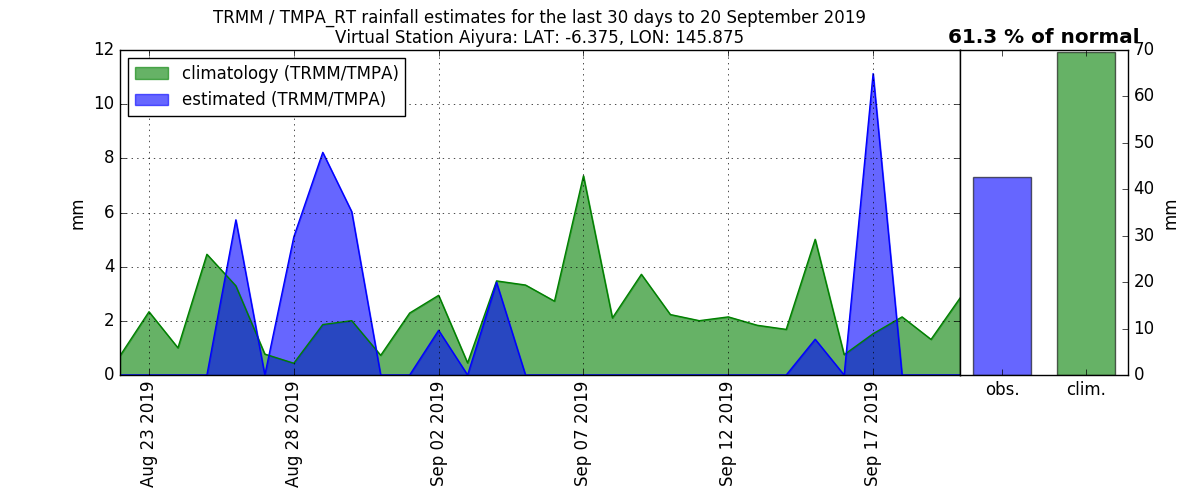 TRMM / TMPA_RT rainfall estimates for the last 30 days to 20 September 2019
Virtual Station Aiyura: LAT: -6.375, LON: 145.875
61.3 % of normal
climatology (TRMM/TMPA)
estimated (TRMM/TMPA)
12
10
8
6
4
2
0
mm
Aug 23 2019
Aug 28 2019
Sep 02 2019
Sep 07 2019
Sep 12 2019
Sep 17 2019
70
60
50
40
30
20
10
0
mm
obs.
clim.